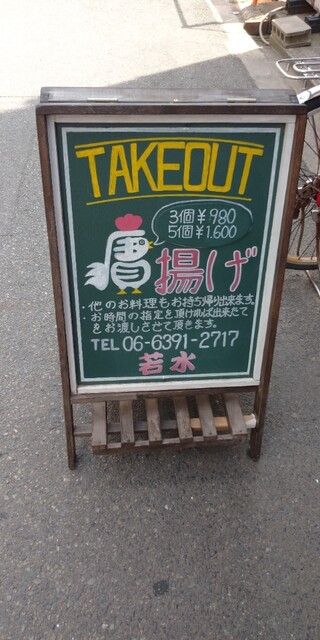 TAKEOUT
3個¥980
5個¥1.600
唐揚げ
・他のお料理もお持ち帰り出来ます。
・お時間の指定を頂ければ出来たて
をお渡しさせて頂きます。
TEL 06-6391-2717
若水